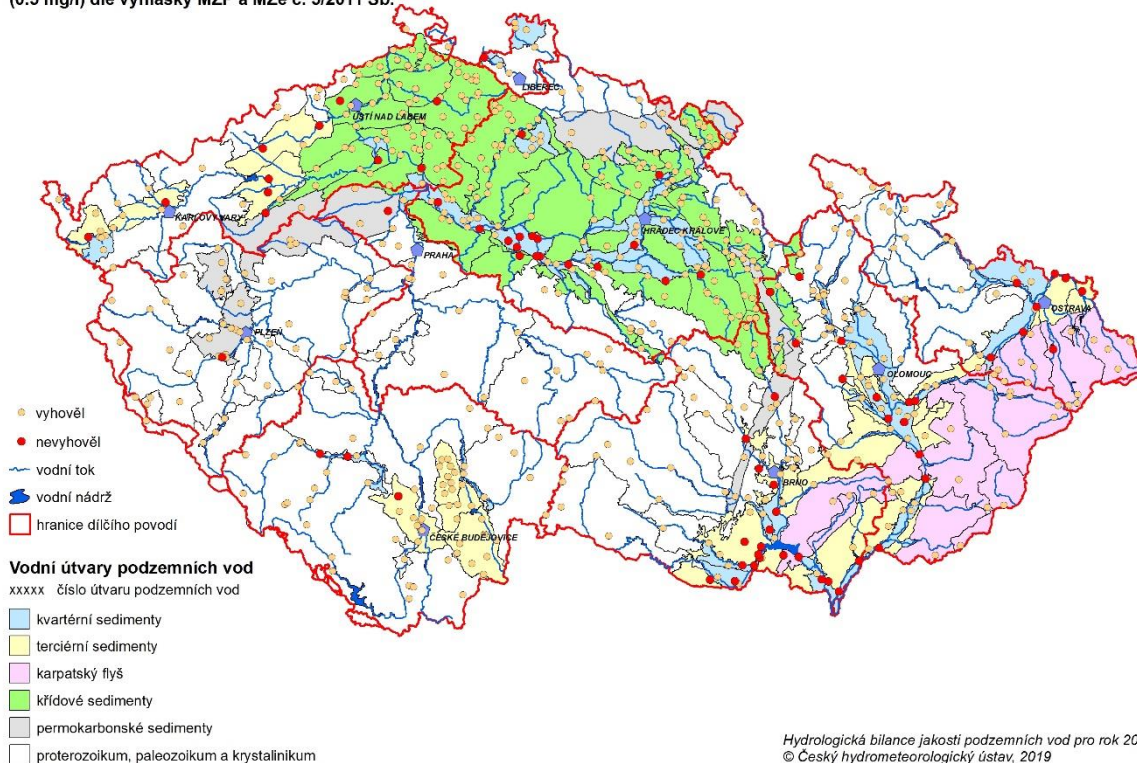 (0.5 mg/l) dle vyhlášky MŽP a MZe č. 5/2011 Sb.
LIBEREC
ÚSTÍ NAD LABEM
KARLOVY VARY
HRADEC KRÁLOVÉ
PRAHA
OSTRAVA
PLZEŇ
OLOMOUC
BRNO
ČESKÉ BUDĚJOVICE
vyhověl
nevyhověl
vodní tok
vodní nádrž
hranice dílčího povodí
Vodní útvary podzemních vod
xxxxx číslo útvaru podzemních vod
kvartérní sedimenty
terciérní sedimenty
karpatský flyš
křídové sedimenty
permokarbonské sedimenty
proterozoikum, paleozoikum a krystalinikum
Hydrologická bilance jakosti podzemních vod pro rok 20
© Český hydrometeorologický ústav, 2019